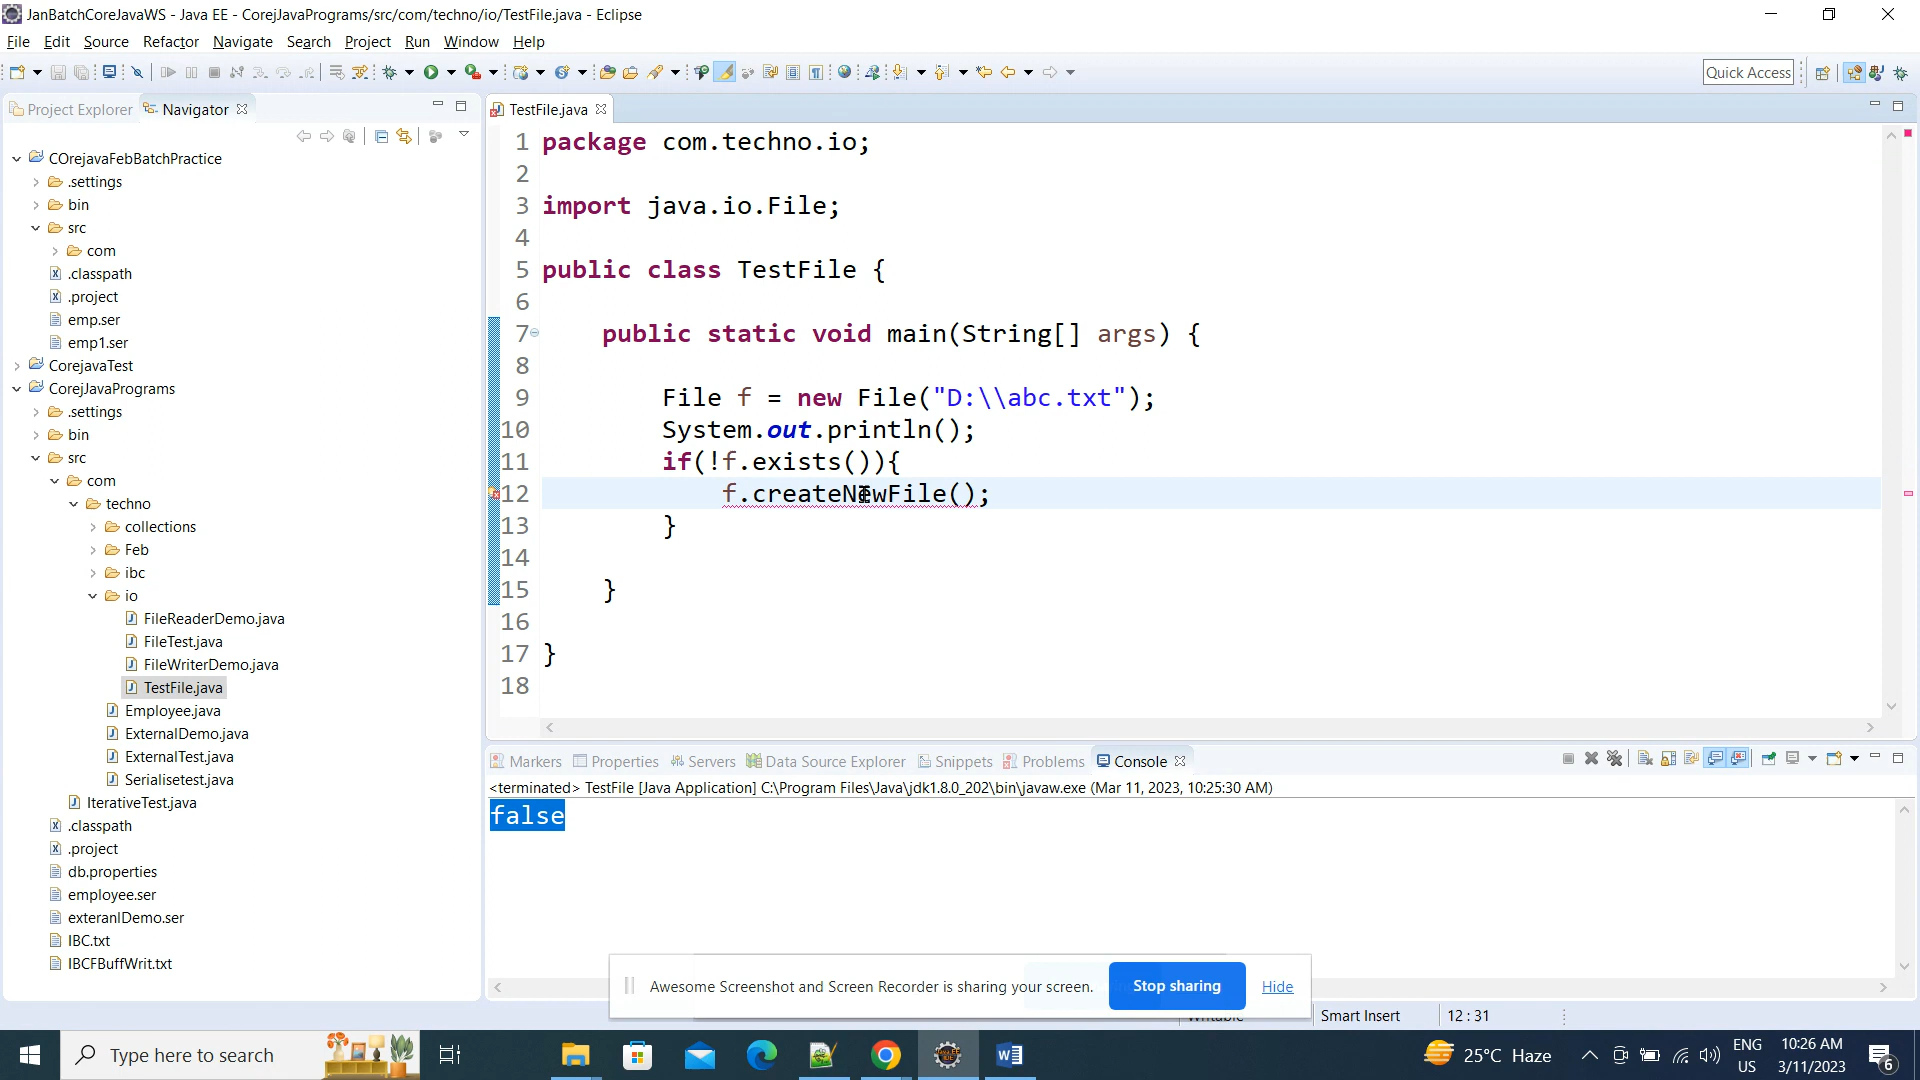 JanBatchCoreJavaWS - Java EE - CorejJavaPrograms/src/com/techno/io/TestFile.java - Eclipse
File Edit Source Refactor Navigate Search Project Run Window Help
Quick Access
Project Explorer Navigator
COrejavaFebBatchPractice
.settings
bin
src
com
.classpath
.project
emp.ser
emp1.ser
CorejavaTest
CorejJavaPrograms
.settings
bin
src
com
techno
collections
Feb
ibc
io
FileReaderDemo.java
FileTest.java
FileWriterDemo.java
TestFile.java
Employee.java
ExternalDemo.java
ExternalTest.java
Serialisetest.java
IterativeTest.java
.classpath
.project
db.properties
employee.ser
exteranlDemo.ser
IBC.txt
IBCFBuffWrit.txt
TestFile.java
1 package com.techno.io;
2
3 import java.io.File;
4
5 public class TestFile {
6
7 public static void main(String[] args) {
8
9 File f = new File("D:\\abc.txt");
10 System.out.println();
11 if(!f.exists()){
12 f.createNewFile();
13 }
14
15 }
16
17 }
18
Markers Properties Servers Data Source Explorer Snippets Problems Console
<terminated> TestFile [Java Application] C:\Program Files\Java\jdk1.8.0_202\bin\javaw.exe (Mar 11, 2023, 10:25:30 AM)
false
Awesome Screenshot and Screen Recorder is sharing your screen. Stop sharing Hide
Writable Smart Insert 12 : 31
Type here to search
25°C Haze
ENG
US
10:26 AM
3/11/2023
6